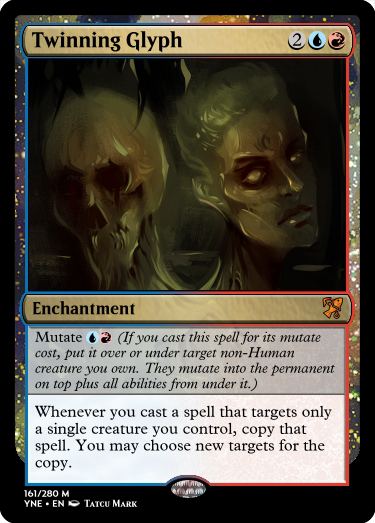 Twinning Glyph 2
Enchantment
Mutate (If you cast this spell for its mutate
cost, put it over or under target non-Human
creature you own. They mutate into the permanent
on top plus all abilities from under it.)
Whenever you cast a spell that targets only
a single creature you control, copy that
spell. You may choose new targets for the
copy.
161/280 M
YNE • EN Tatcu Mark